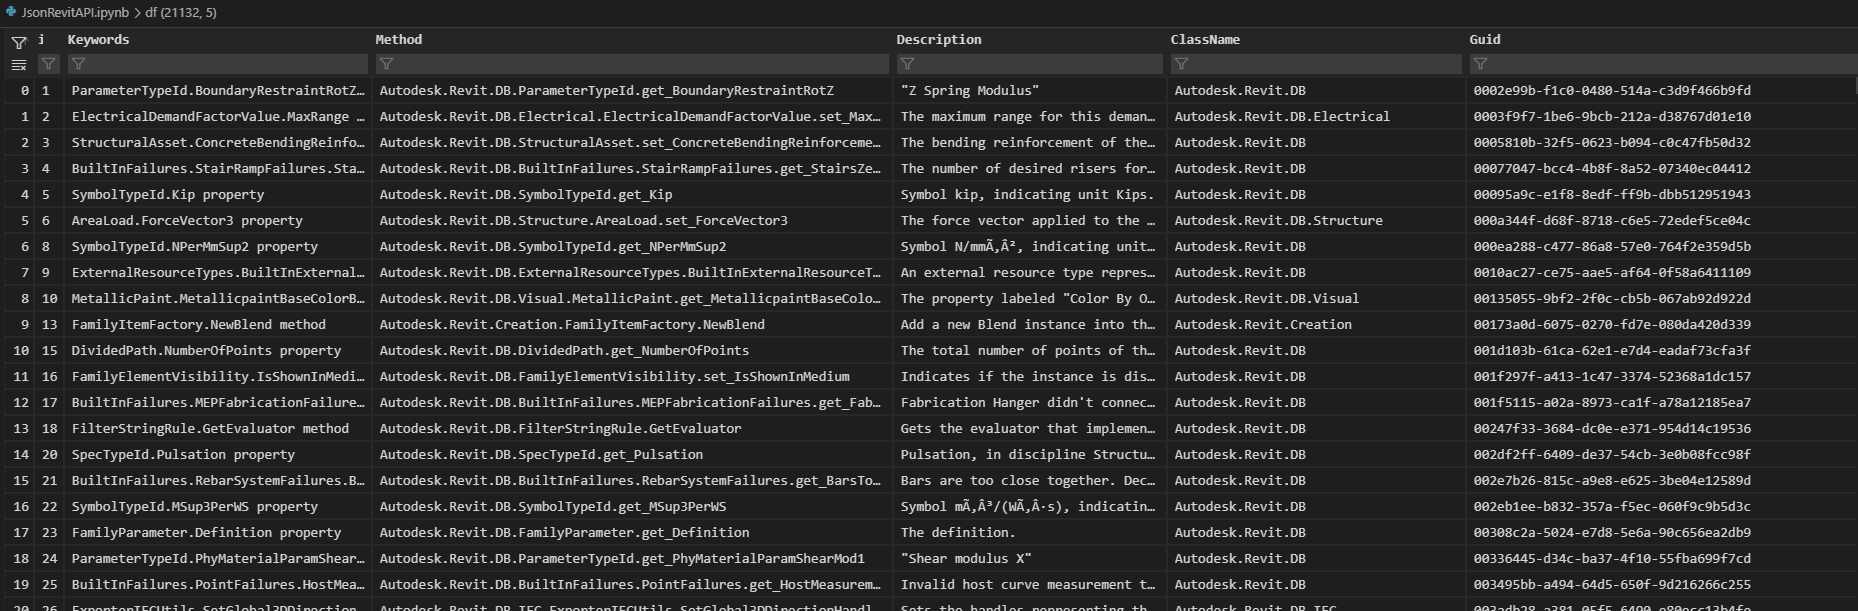 JsonRevitAPI.ipynb > df (21132, 5)
i Keywords Method Description ClassName Guid
0 1 ParameterTypeId.BoundaryRestraintRotZ… Autodesk.Revit.DB.ParameterTypeId.get_BoundaryRestraintRotZ "Z Spring Modulus" Autodesk.Revit.DB 0002e99b-f1c0-0480-514a-c3d9f466b9fd
1 2 ElectricalDemandFactorValue.MaxRange … Autodesk.Revit.DB.Electrical.ElectricalDemandFactorValue.set_Max… The maximum range for this deman… Autodesk.Revit.DB.Electrical 0003f9f7-1be6-9bcb-212a-d38767d01e10
2 3 StructuralAsset.ConcreteBendingReinfo… Autodesk.Revit.DB.StructuralAsset.set_ConcreteBendingReinforceme… The bending reinforcement of the… Autodesk.Revit.DB 0005810b-32f5-0623-b094-c0c47fb50d32
3 4 BuiltInFailures.StairRampFailures.Sta… Autodesk.Revit.DB.BuiltInFailures.StairRampFailures.get_StairsZe… The number of desired risers for… Autodesk.Revit.DB 00077047-bcc4-4b8f-8a52-07340ec04412
4 5 SymbolTypeId.Kip property Autodesk.Revit.DB.SymbolTypeId.get_Kip Symbol kip, indicating unit Kips. Autodesk.Revit.DB 00095a9c-e1f8-8edf-ff9b-dbb512951943
5 6 AreaLoad.ForceVector3 property Autodesk.Revit.DB.Structure.AreaLoad.set_ForceVector3 The force vector applied to the … Autodesk.Revit.DB.Structure 000a344f-d68f-8718-c6e5-72edef5ce04c
6 8 SymbolTypeId.NPerMmSup2 property Autodesk.Revit.DB.SymbolTypeId.get_NPerMmSup2 Symbol N/mmÃ‚Â², indicating unit… Autodesk.Revit.DB 000ea288-c477-86a8-57e0-764f2e359d5b
7 9 ExternalResourceTypes.BuiltInExternal… Autodesk.Revit.DB.ExternalResourceTypes.BuiltInExternalResourceT… An external resource type repres… Autodesk.Revit.DB 0010ac27-ce75-aae5-af64-0f58a6411109
8 10 MetallicPaint.MetallicpaintBaseColorB… Autodesk.Revit.DB.Visual.MetallicPaint.get_MetallicpaintBaseColo… The property labeled "Color By O… Autodesk.Revit.DB.Visual 00135055-9bf2-2f0c-cb5b-067ab92d922d
9 13 FamilyItemFactory.NewBlend method Autodesk.Revit.Creation.FamilyItemFactory.NewBlend Add a new Blend instance into th… Autodesk.Revit.Creation 00173a0d-6075-0270-fd7e-080da420d339
10 15 DividedPath.NumberOfPoints property Autodesk.Revit.DB.DividedPath.get_NumberOfPoints The total number of points of th… Autodesk.Revit.DB 001d103b-61ca-62e1-e7d4-eadaf73cfa3f
11 16 FamilyElementVisibility.IsShownInMedi… Autodesk.Revit.DB.FamilyElementVisibility.set_IsShownInMedium Indicates if the instance is dis… Autodesk.Revit.DB 001f297f-a413-1c47-3374-52368a1dc157
12 17 BuiltInFailures.MEPFabricationFailure… Autodesk.Revit.DB.BuiltInFailures.MEPFabricationFailures.get_Fab… Fabrication Hanger didn't connec… Autodesk.Revit.DB 001f5115-a02a-8973-ca1f-a78a12185ea7
13 18 FilterStringRule.GetEvaluator method Autodesk.Revit.DB.FilterStringRule.GetEvaluator Gets the evaluator that implemen… Autodesk.Revit.DB 00247f33-3684-dc0e-e371-954d14c19536
14 20 SpecTypeId.Pulsation property Autodesk.Revit.DB.SpecTypeId.get_Pulsation Pulsation, in discipline Structu… Autodesk.Revit.DB 002df2ff-6409-de37-54cb-3e0b08fcc98f
15 21 BuiltInFailures.RebarSystemFailures.B… Autodesk.Revit.DB.BuiltInFailures.RebarSystemFailures.get_BarsTo… Bars are too close together. Dec… Autodesk.Revit.DB 002e7b26-815c-a9e8-e625-3be04e12589d
16 22 SymbolTypeId.MSup3PerWS property Autodesk.Revit.DB.SymbolTypeId.get_MSup3PerWS Symbol mÃ‚Â³/(WÃ‚Â·s), indicatin… Autodesk.Revit.DB 002eb1ee-b832-357a-f5ec-060f9c9b5d3c
17 23 FamilyParameter.Definition property Autodesk.Revit.DB.FamilyParameter.get_Definition The definition. Autodesk.Revit.DB 00308c2a-5024-e7d8-5e6a-90c656ea2db9
18 24 ParameterTypeId.PhyMaterialParamShear… Autodesk.Revit.DB.ParameterTypeId.get_PhyMaterialParamShearMod1 "Shear modulus X" Autodesk.Revit.DB 00336445-d34c-ba37-4f10-55fba699f7cd
19 25 BuiltInFailures.PointFailures.HostMea… Autodesk.Revit.DB.BuiltInFailures.PointFailures.get_HostMeasurem… Invalid host curve measurement t… Autodesk.Revit.DB 003495bb-a494-64d5-650f-9d216266c255
20 26